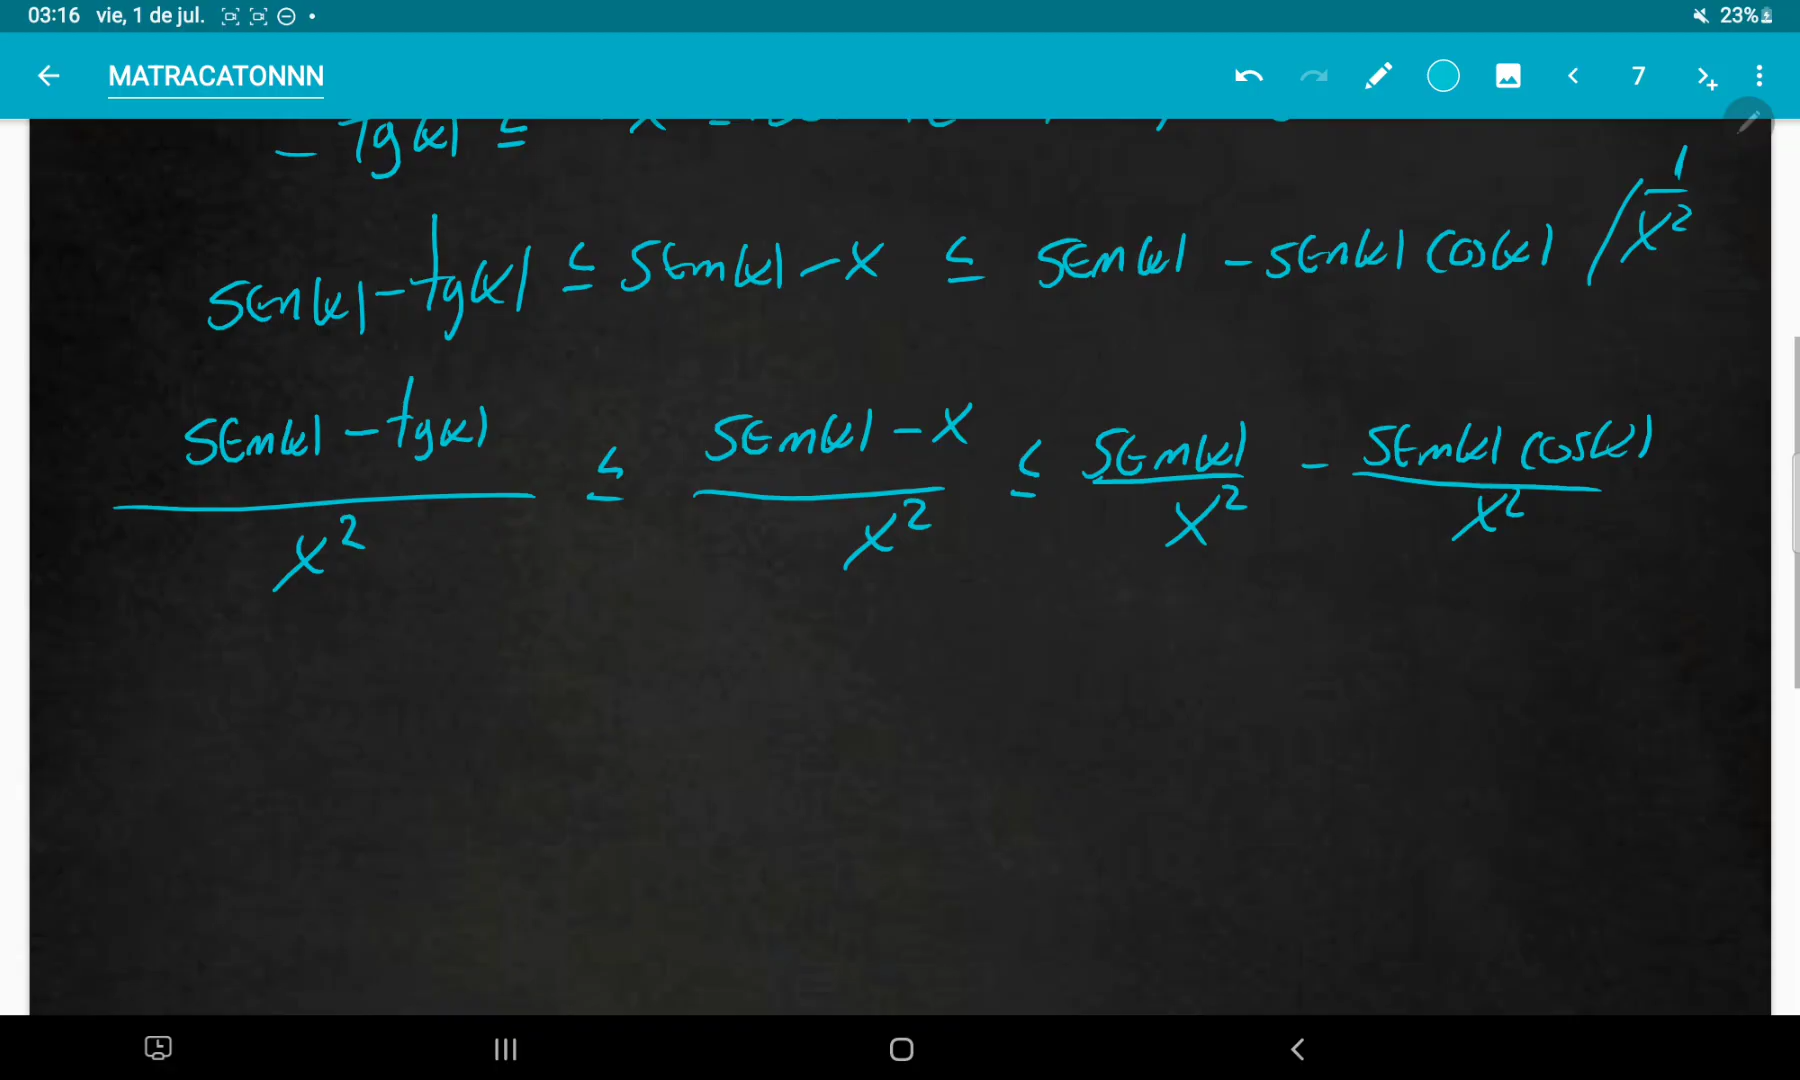 03:16 vie, 1 de jul. 23%
MATRACATONNN 7
- tg(x) ≤
sen(x) - tg(x) ≤ sen(x) - x ≤ sen(x) - sen(x) cos(x) / 1/x²
(sen(x) - tg(x))/x² ≤ (sen(x) - x)/x² ≤ sen(x)/x² - sen(x) cos(x)/x²